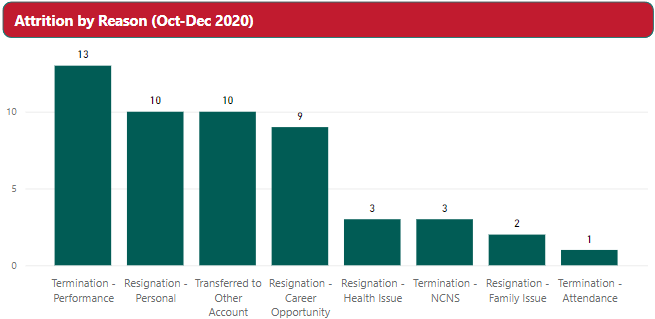 Attrition by Reason (Oct-Dec 2020)
13
10
10
9
3
3
2
1
10
5
0
Termination -
Performance
Resignation -
Personal
Transferred to
Other
Account
Resignation -
Career
Opportunity
Resignation -
Health Issue
Termination -
NCNS
Resignation -
Family Issue
Termination -
Attendance